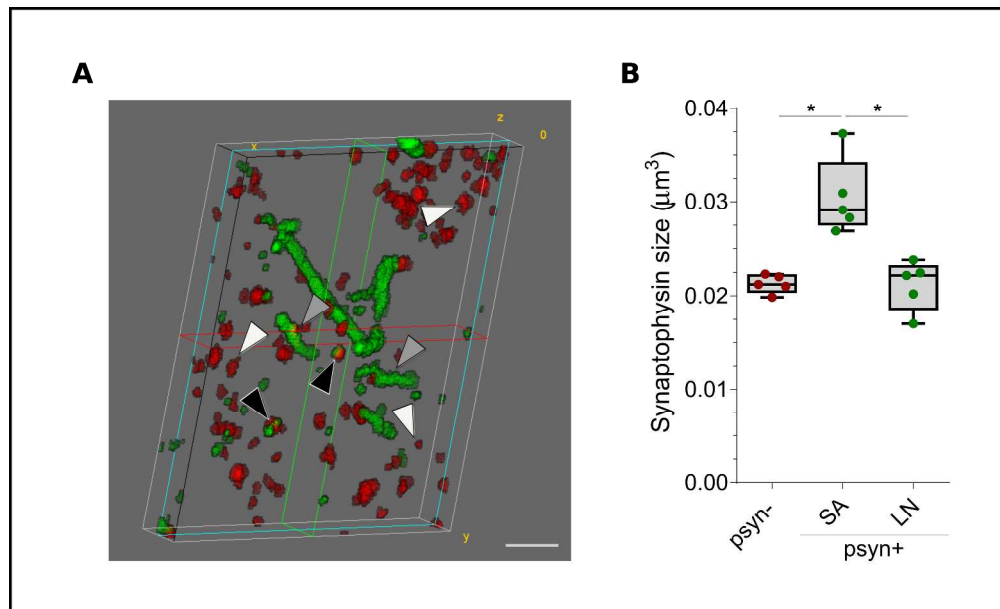 A
B
z
0
x
y
Synaptophysin size (μm³)
0.04
0.03
0.02
0.01
0.00
* *
psyn-
SA
LN
psyn+